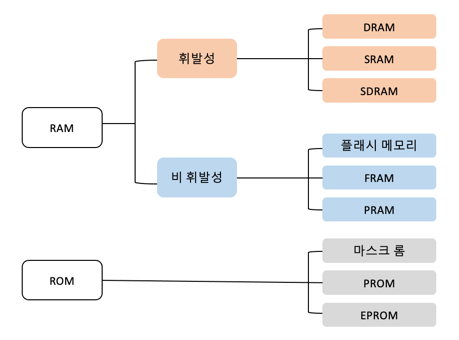 RAM
휘발성
DRAM
SRAM
SDRAM
비 휘발성
플래시 메모리
FRAM
PRAM
ROM
마스크 롬
PROM
EPROM